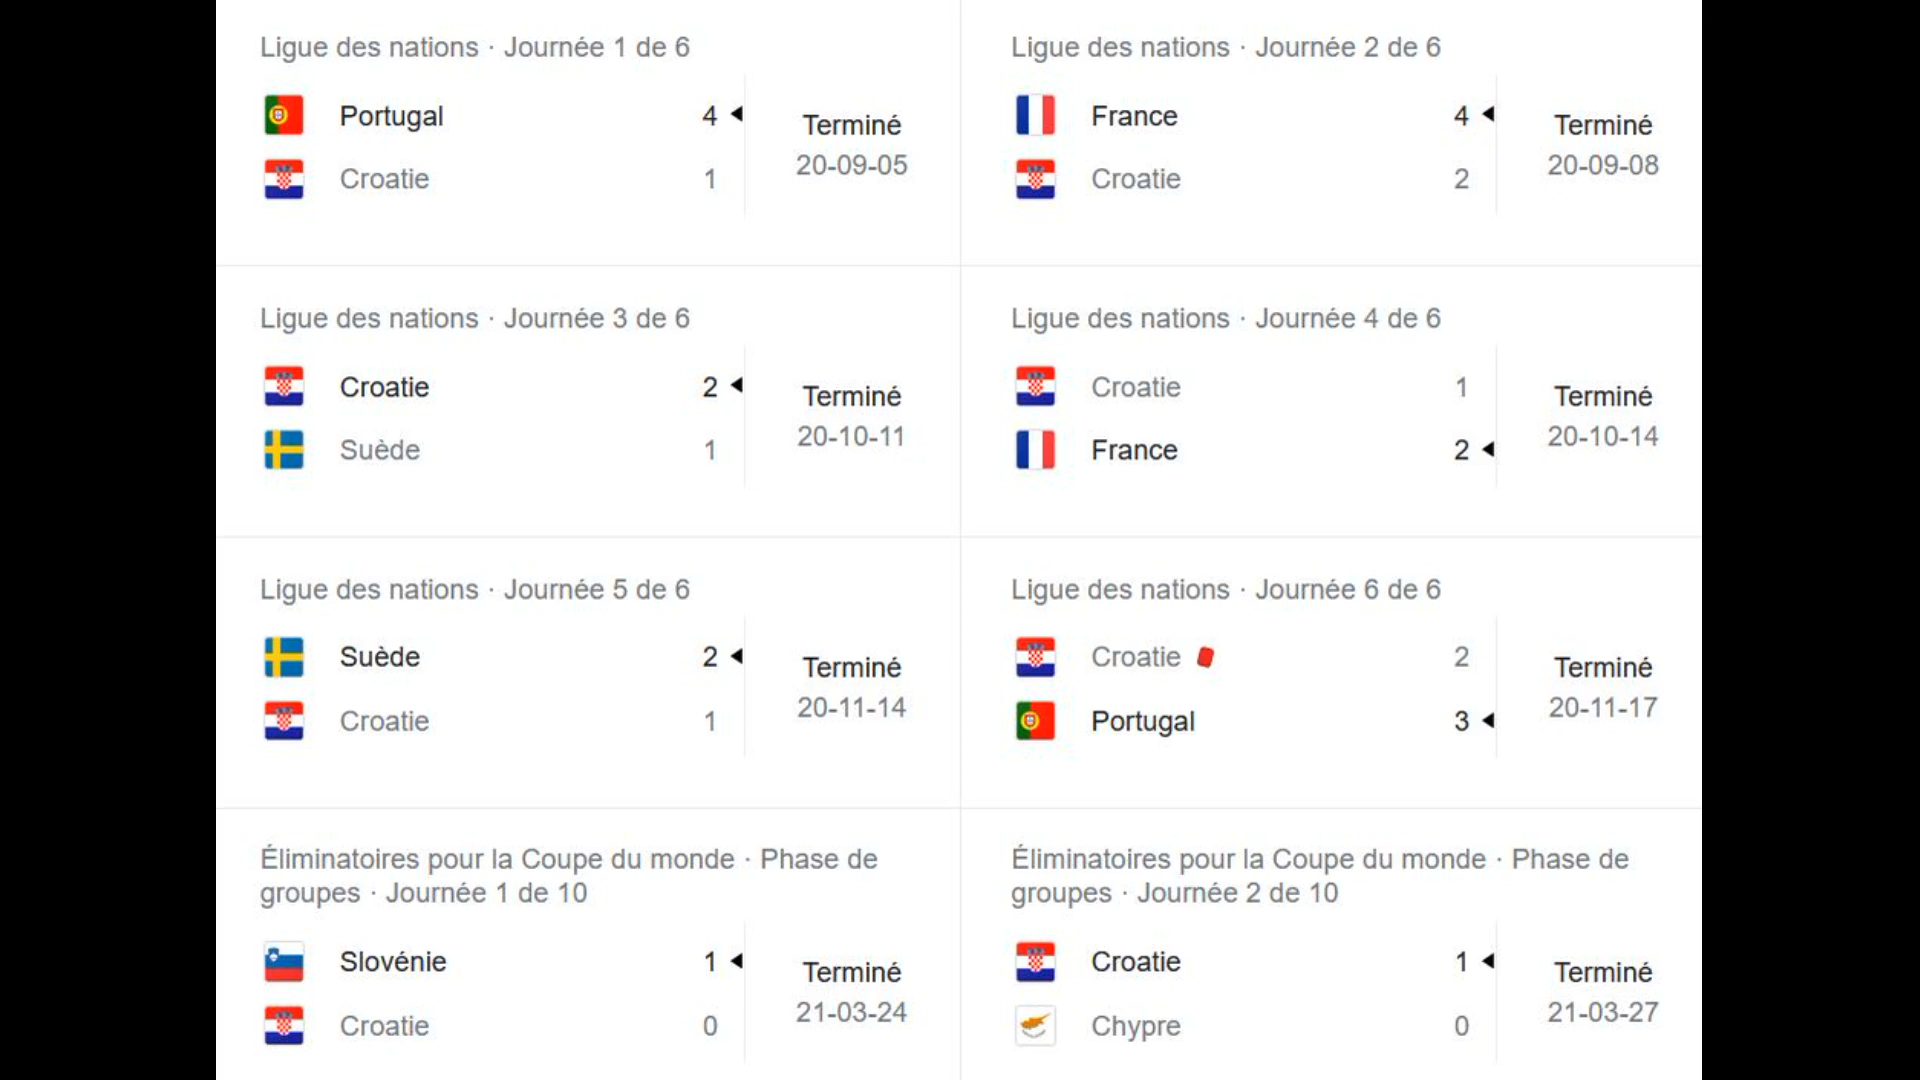 Ligue des nations · Journée 1 de 6
Portugal 4
Croatie 1
Terminé
20-09-05
Ligue des nations · Journée 2 de 6
France 4
Croatie 2
Terminé
20-09-08
Ligue des nations · Journée 3 de 6
Croatie 2
Suède 1
Terminé
20-10-11
Ligue des nations · Journée 4 de 6
Croatie 1
France 2
Terminé
20-10-14
Ligue des nations · Journée 5 de 6
Suède 2
Croatie 1
Terminé
20-11-14
Ligue des nations · Journée 6 de 6
Croatie 2
Portugal 3
Terminé
20-11-17
Éliminatoires pour la Coupe du monde · Phase de
groupes · Journée 1 de 10
Slovénie 1
Croatie 0
Terminé
21-03-24
Éliminatoires pour la Coupe du monde · Phase de
groupes · Journée 2 de 10
Croatie 1
Chypre 0
Terminé
21-03-27